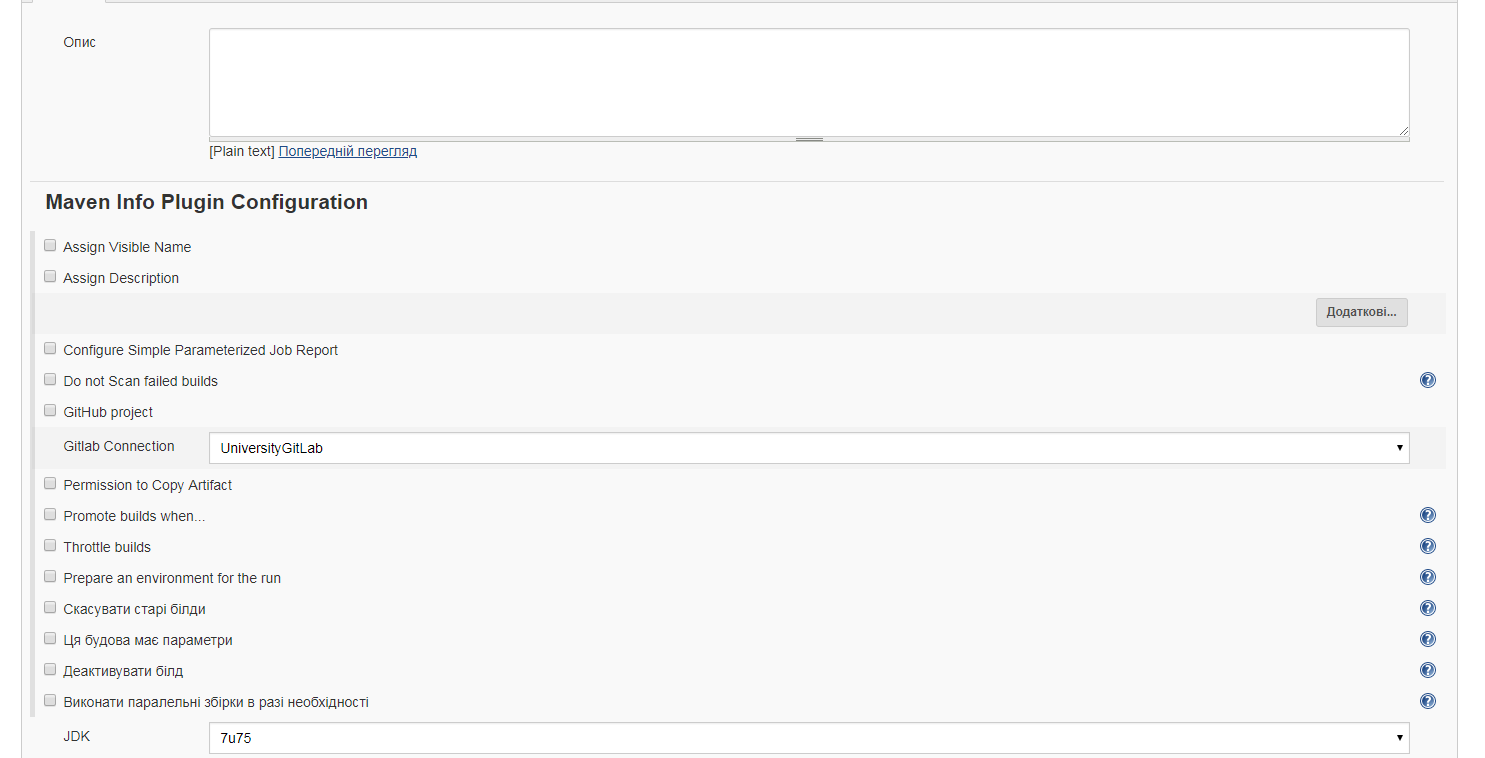 Опис
[Plain text] Попередній перегляд
Maven Info Plugin Configuration
Assign Visible Name
Assign Description
Додаткові...
Configure Simple Parameterized Job Report
Do not Scan failed builds
GitHub project
Gitlab Connection
UniversityGitLab
Permission to Copy Artifact
Promote builds when...
Throttle builds
Prepare an environment for the run
Скасувати старі білди
Ця будова має параметри
Деактивувати білд
Виконати паралельні збірки в разі необхідності
JDK
7u75